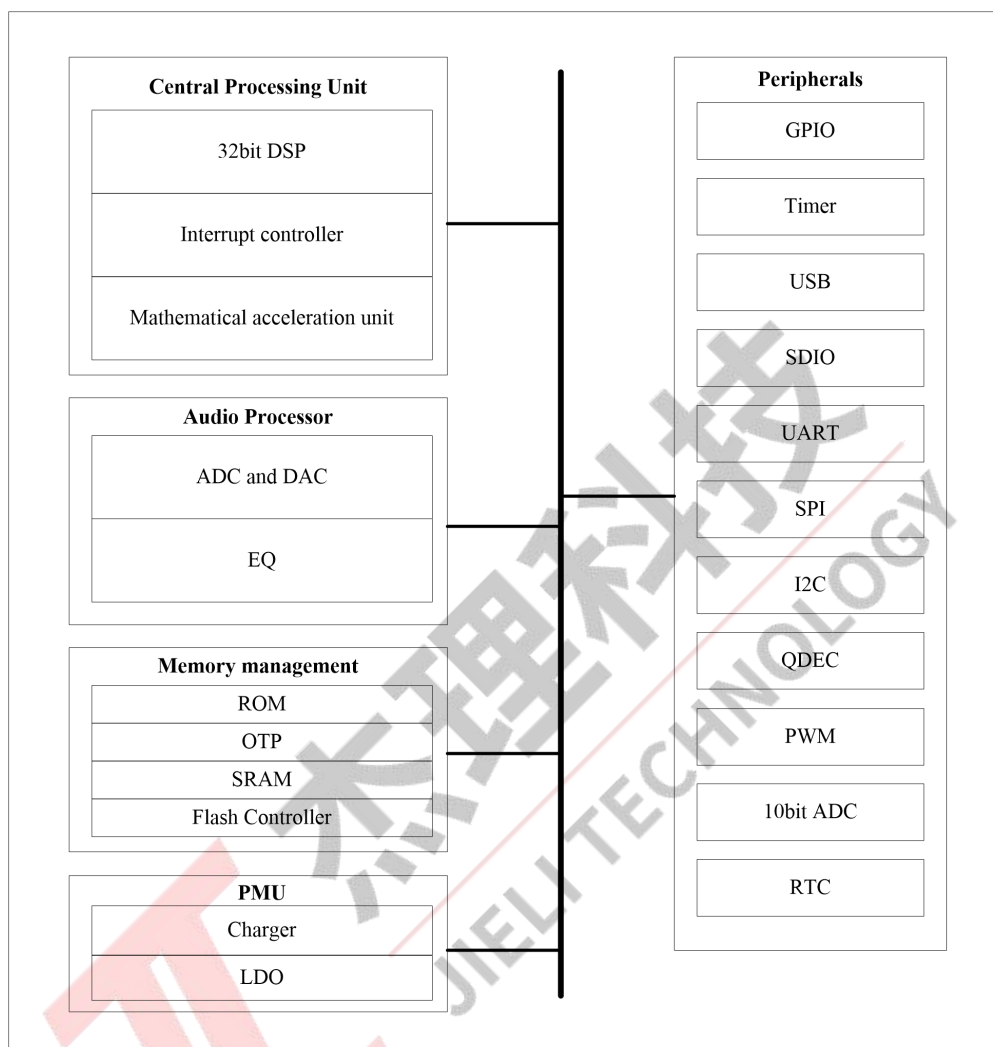 Central Processing Unit
32bit DSP
Interrupt controller
Mathematical acceleration unit
Audio Processor
ADC and DAC
EQ
Memory management
ROM
OTP
SRAM
Flash Controller
PMU
Charger
LDO
Peripherals
GPIO
Timer
USB
SDIO
UART
SPI
I2C
QDEC
PWM
10bit ADC
RTC
杰理科技
JIELI TECHNOLOGY